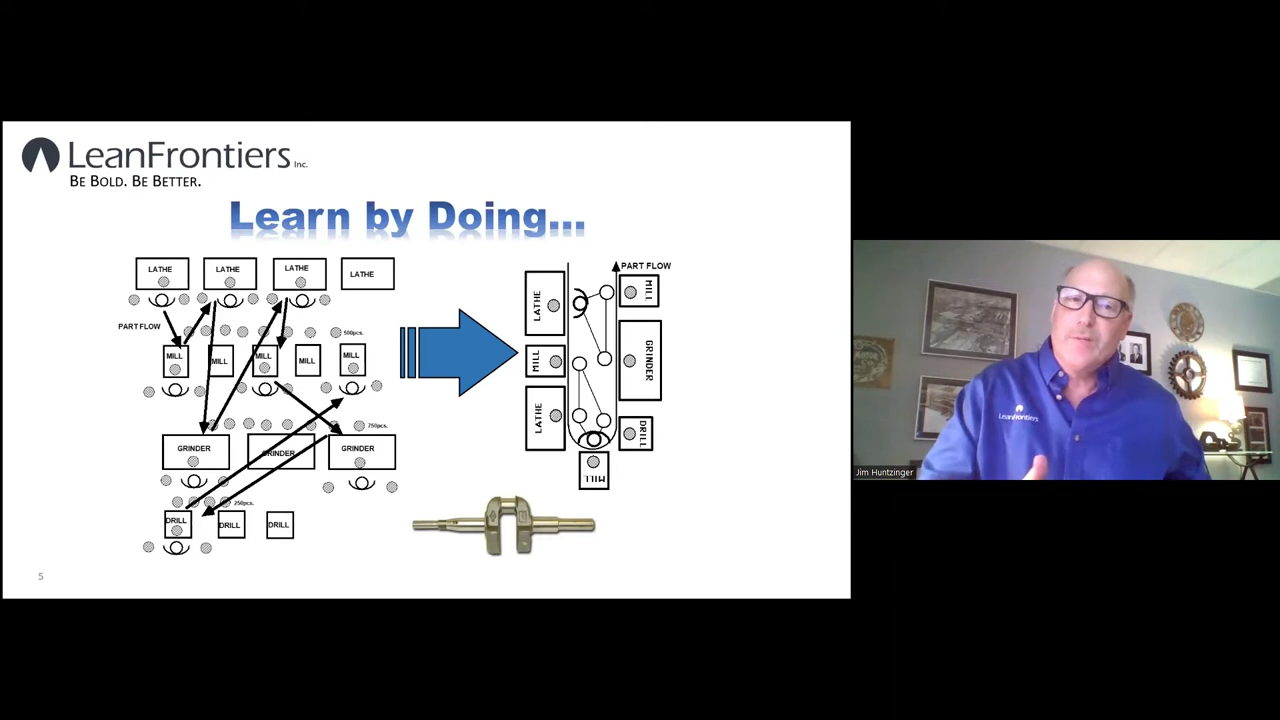 LeanFrontiers Inc.
BE BOLD. BE BETTER.
Learn by Doing...
LATHE LATHE LATHE LATHE
PART FLOW
500pcs.
MILL MILL MILL MILL MILL
750pcs.
GRINDER GRINDER GRINDER
250pcs.
DRILL DRILL DRILL
PART FLOW
LATHE
MILL
MILL
GRINDER
LATHE
DRILL
MILL
5
LeanFrontiers
Jim Huntzinger